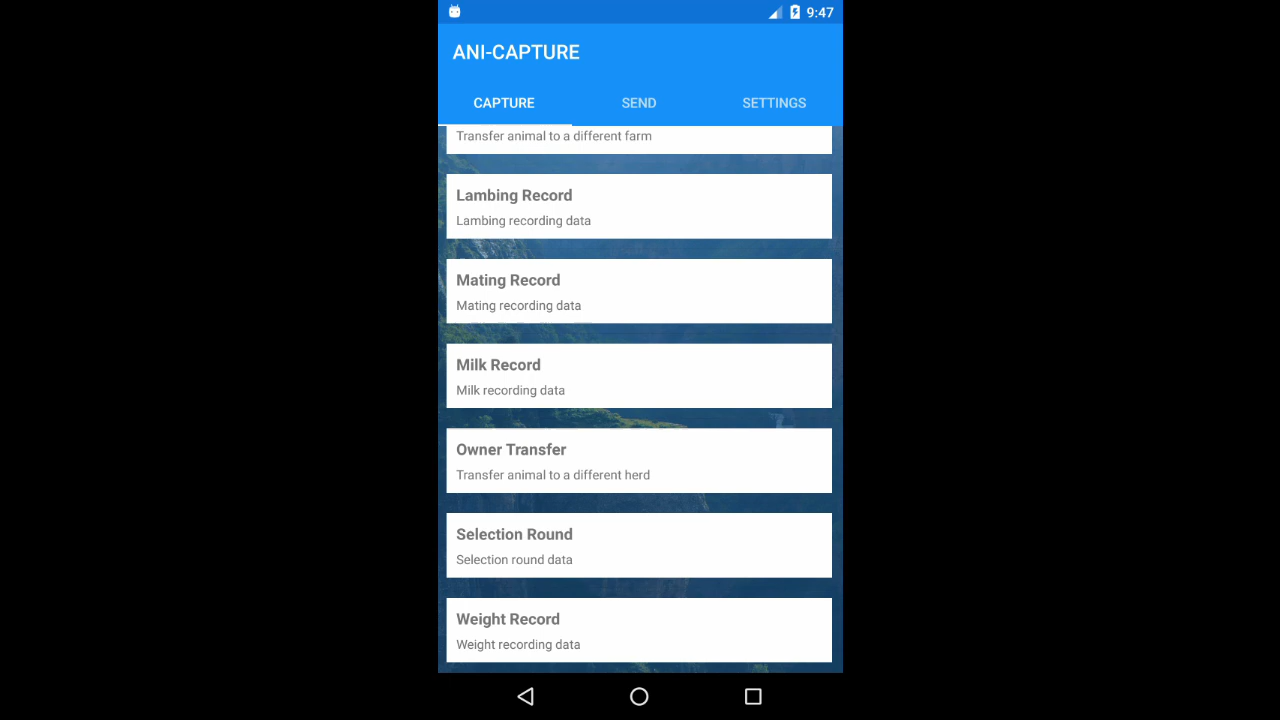 9:47
ANI-CAPTURE
CAPTURE SEND SETTINGS
Transfer animal to a different farm
Lambing Record
Lambing recording data
Mating Record
Mating recording data
Milk Record
Milk recording data
Owner Transfer
Transfer animal to a different herd
Selection Round
Selection round data
Weight Record
Weight recording data